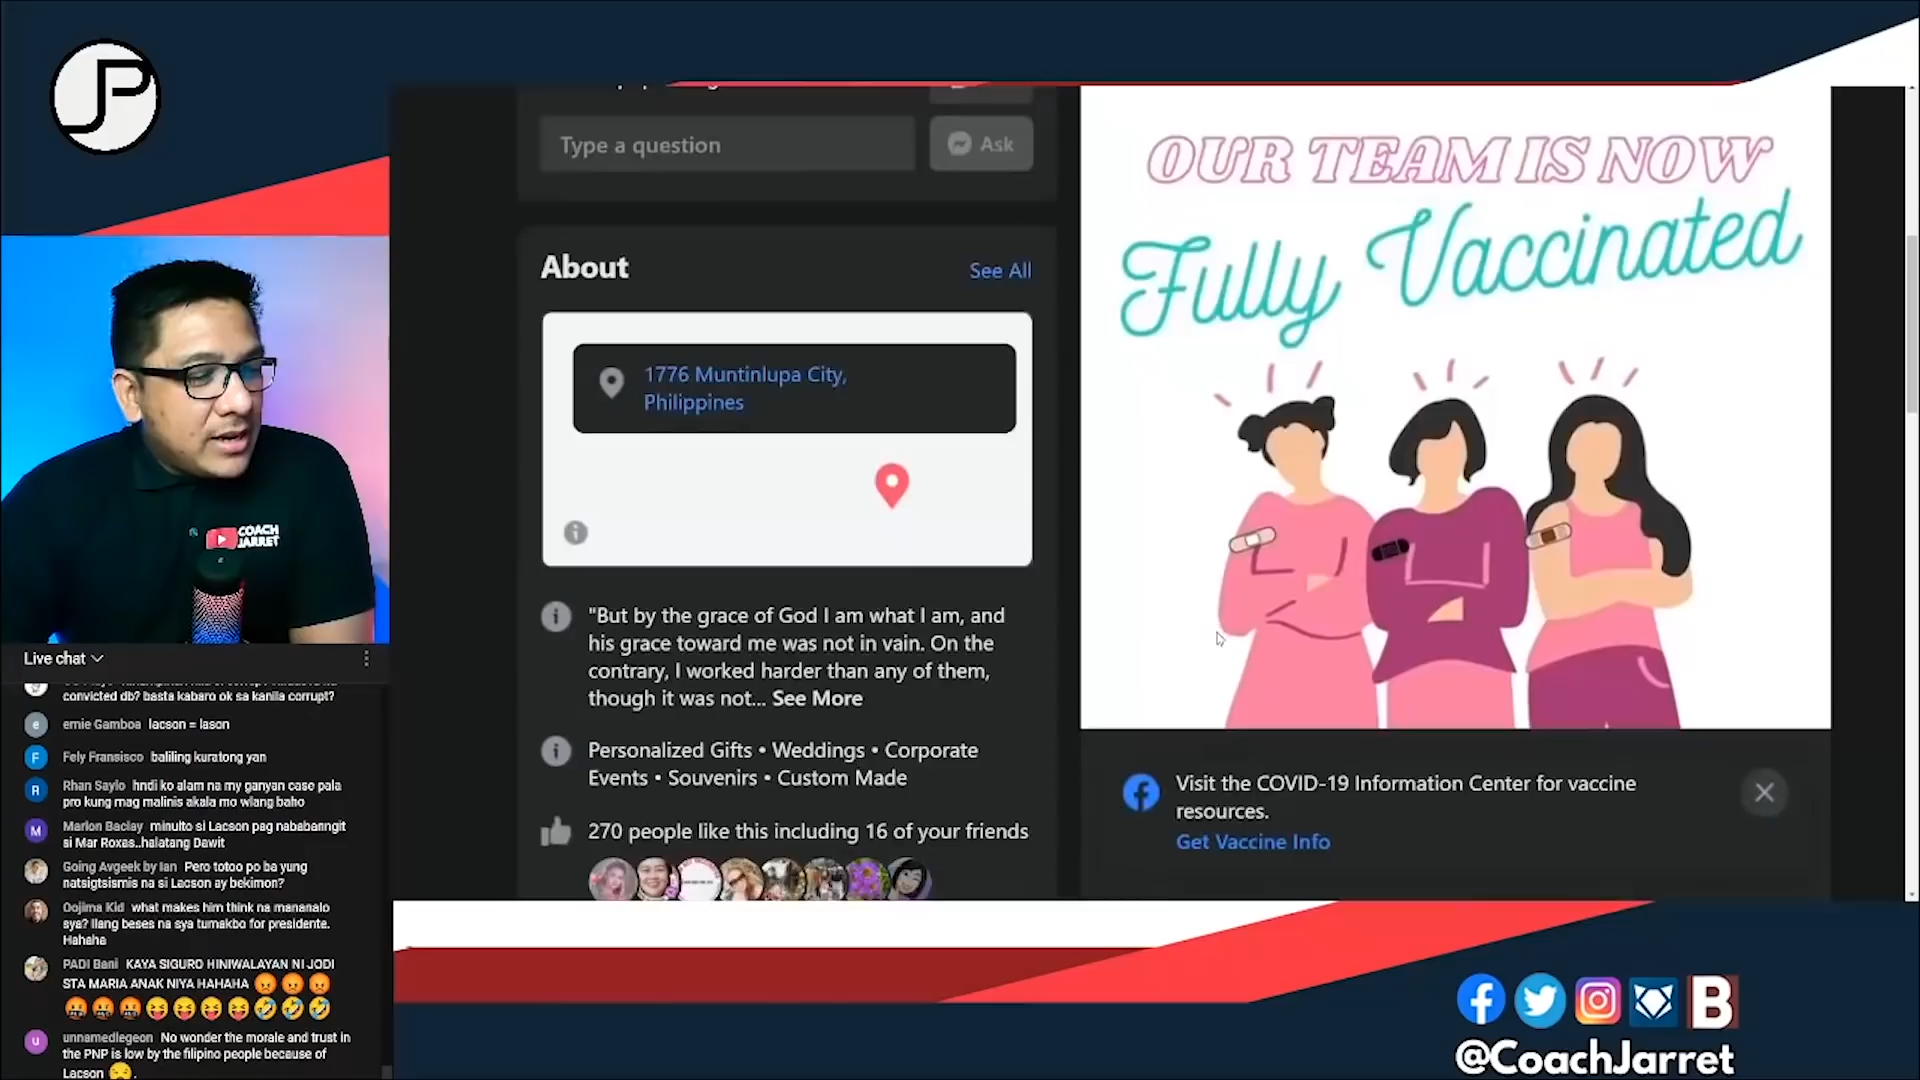 JP
Type a question
Ask
About
See All
1776 Muntinlupa City,
Philippines
"But by the grace of God I am what I am, and
his grace toward me was not in vain. On the
contrary, I worked harder than any of them,
though it was not... See More
Personalized Gifts • Weddings • Corporate
Events • Souvenirs • Custom Made
270 people like this including 16 of your friends
OUR TEAM IS NOW
Fully Vaccinated
Visit the COVID-19 Information Center for vaccine
resources.
Get Vaccine Info
COACH
JARRET
Live chat
convicted db? basta kabaro ok sa kanila corrupt?
ernie Gamboa lacson = lason
Fely Fransisco baliling kuratong yan
Rhan Saylo hndi ko alam na my ganyan case pala
pro kung mag malinis akala mo wlang baho
Marlon Baclay minulto si Lacson pag nababanngit
si Mar Roxas..halatang Dawit
Going Avgeek by Ian Pero totoo po ba yung
natsigtsismis na si Lacson ay bekimon?
Oojima Kid what makes him think na mananalo
sya? Ilang beses na sya tumakbo for presidente.
Hahaha
PADI Bani KAYA SIGURO HINIWALAYAN NI JODI
STA MARIA ANAK NIYA HAHAHA 😡 😡 😡
🤬 🤬 🤬 😝 😝 😝 😝 🤣 🤣 🤣
unnamedlegeon No wonder the morale and trust in
the PNP is low by the filipino people because of
Lacson 😒.
B
@CoachJarret